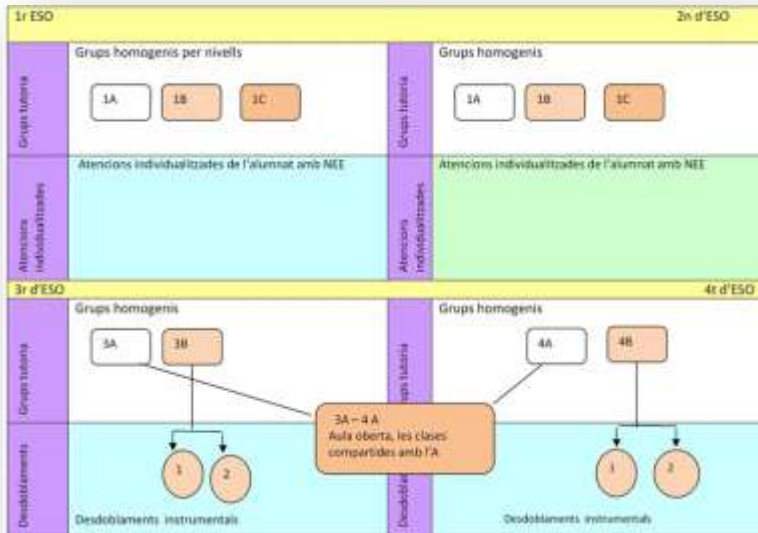 1r ESO
2n d'ESO
Grups tutoria
Grups homogenis per nivells
1A
1B
1C
Grups tutoria
Grups homogenis
1A
1B
1C
Atencions
individualitzades
Atencions individualitzades de l'alumnat amb NEE
Atencions
individualitzades
Atencions individualitzades de l'alumnat amb NEE
3r d'ESO
4t d'ESO
Grups tutoria
Grups homogenis
3A
3B
Grups tutoria
Grups homogenis
4A
4B
3A – 4 A
Aula oberta, les clases
compartides amb l'A
Desdoblaments
1
2
Desdoblaments instrumentals
1
2
Desdoblaments instrumentals